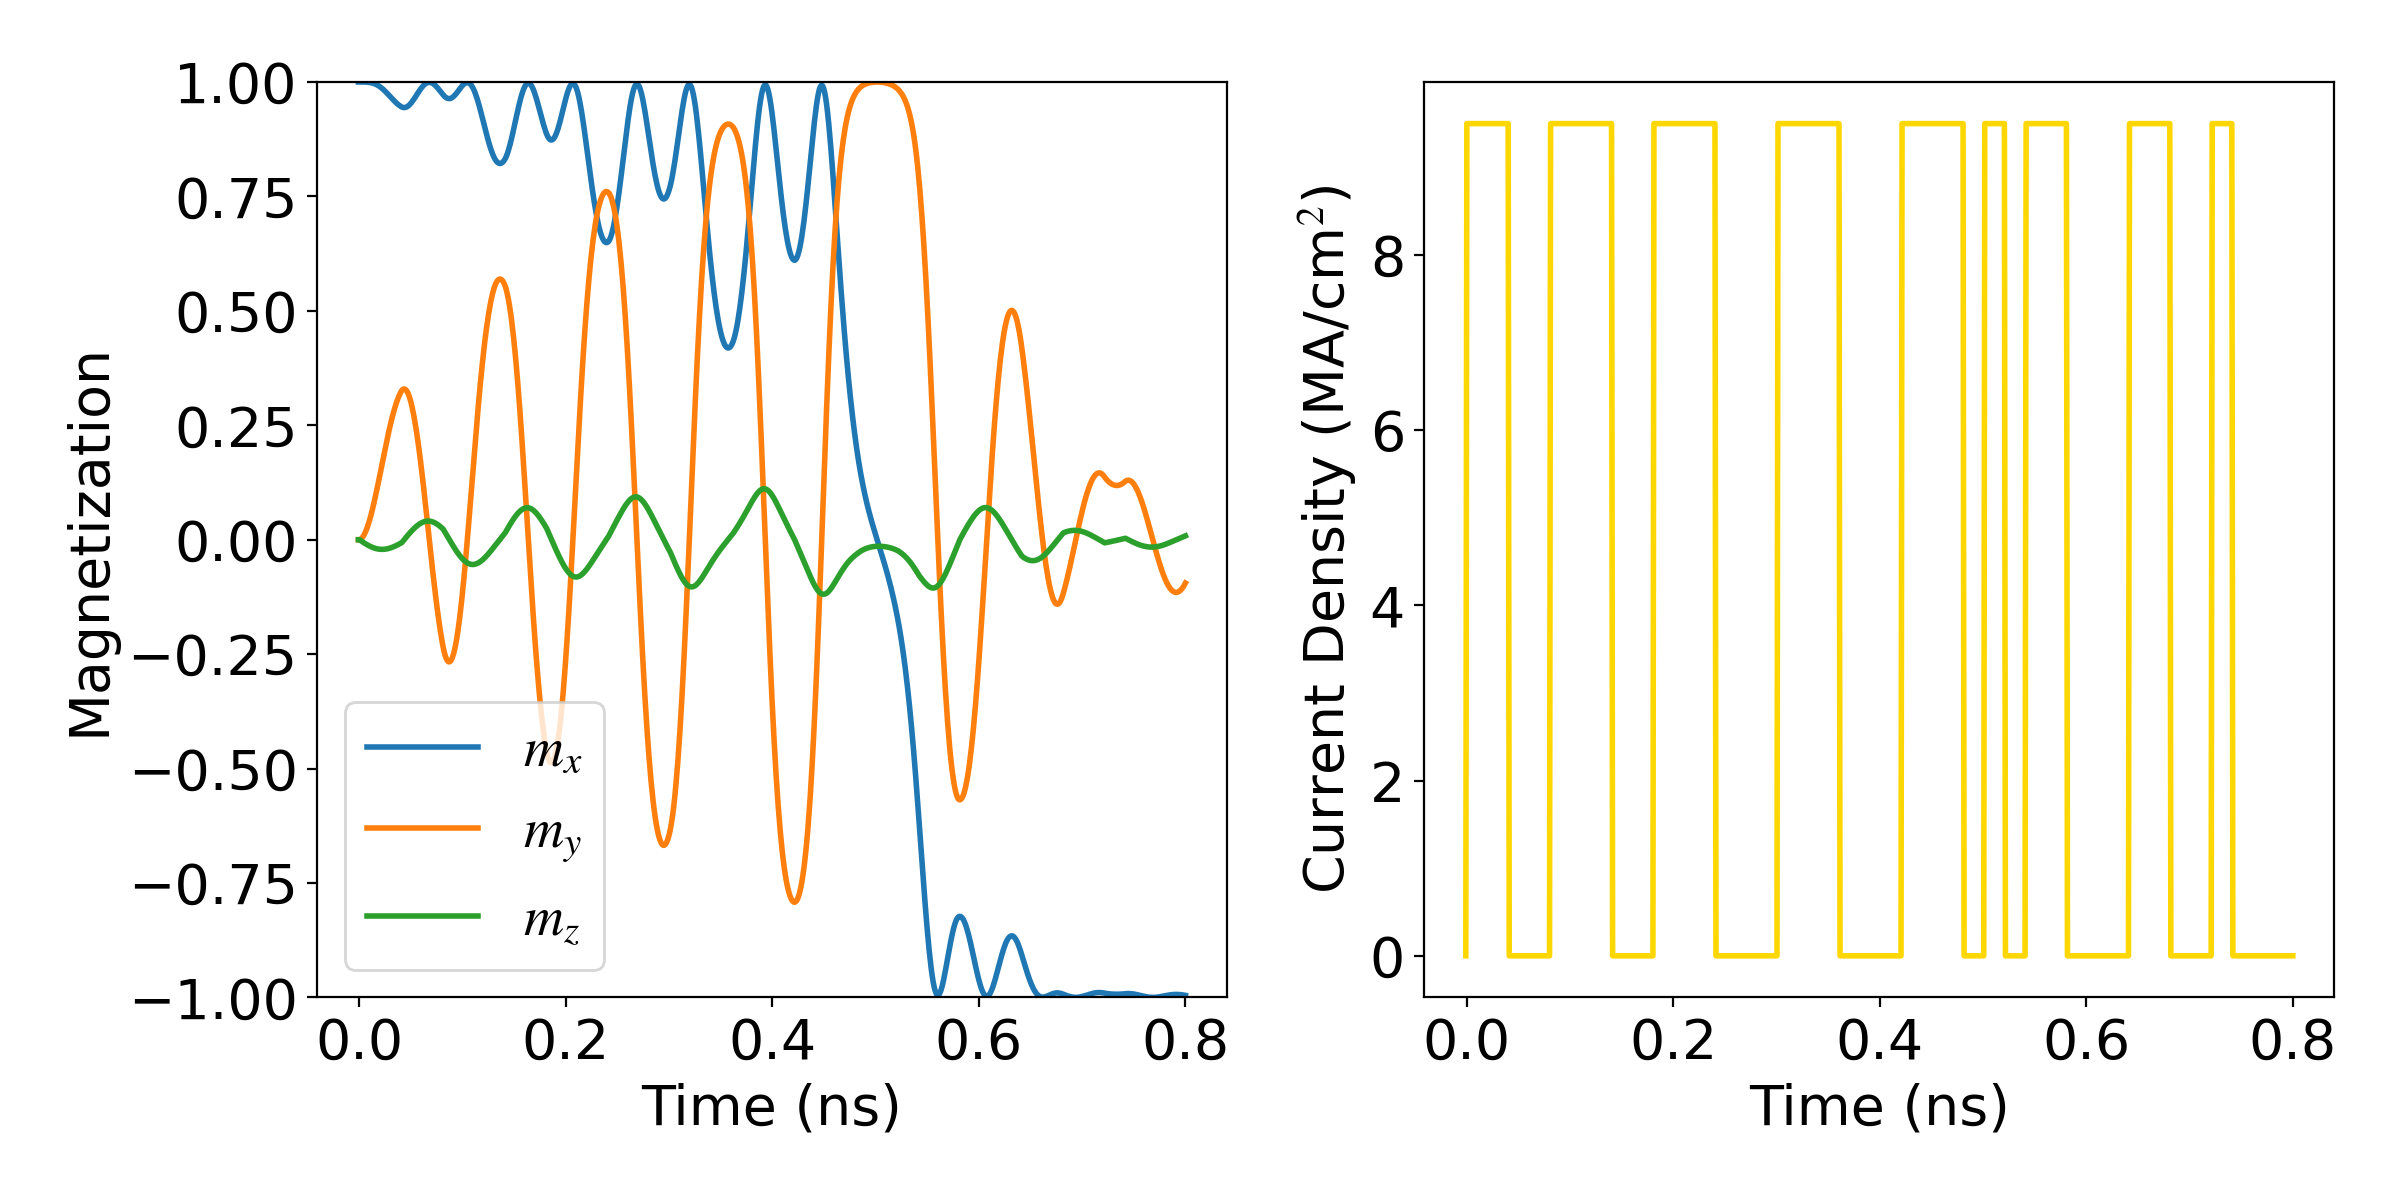 Magnetization
1.00
0.75
0.50
0.25
0.00
−0.25
−0.50
−0.75
−1.00
m_x
m_y
m_z
0.0 0.2 0.4 0.6 0.8
Time (ns)
Current Density (MA/cm²)
8
6
4
2
0
0.0 0.2 0.4 0.6 0.8
Time (ns)